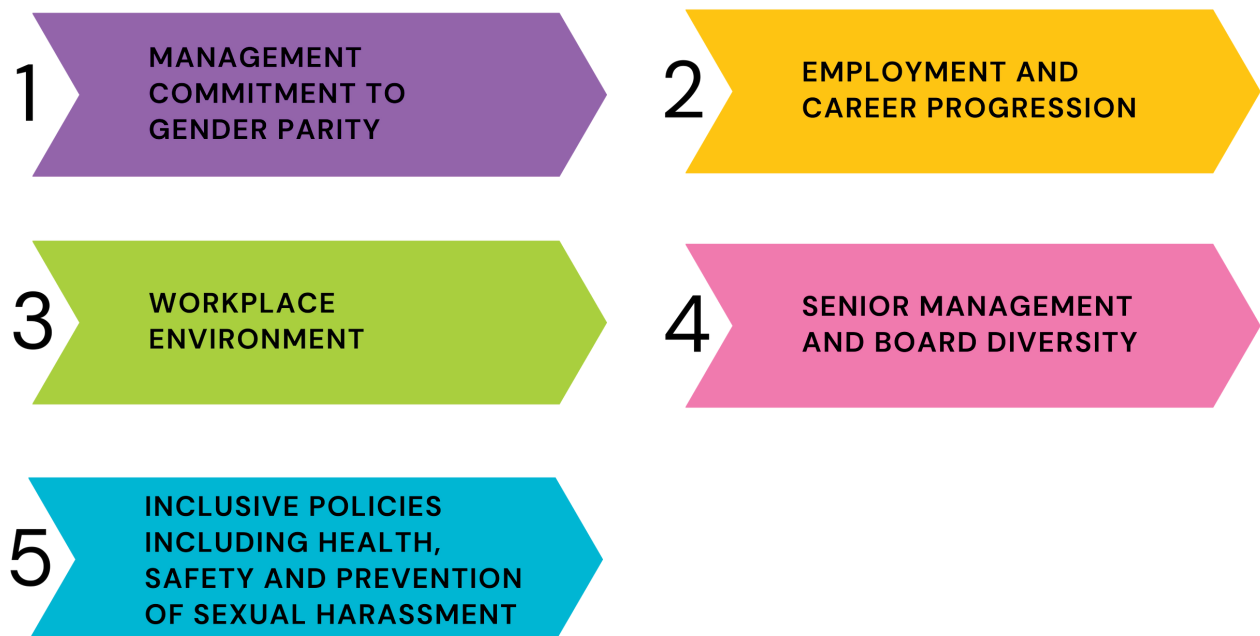 1
MANAGEMENT
COMMITMENT TO
GENDER PARITY
2
EMPLOYMENT AND
CAREER PROGRESSION
3
WORKPLACE
ENVIRONMENT
4
SENIOR MANAGEMENT
AND BOARD DIVERSITY
5
INCLUSIVE POLICIES
INCLUDING HEALTH,
SAFETY AND PREVENTION
OF SEXUAL HARASSMENT